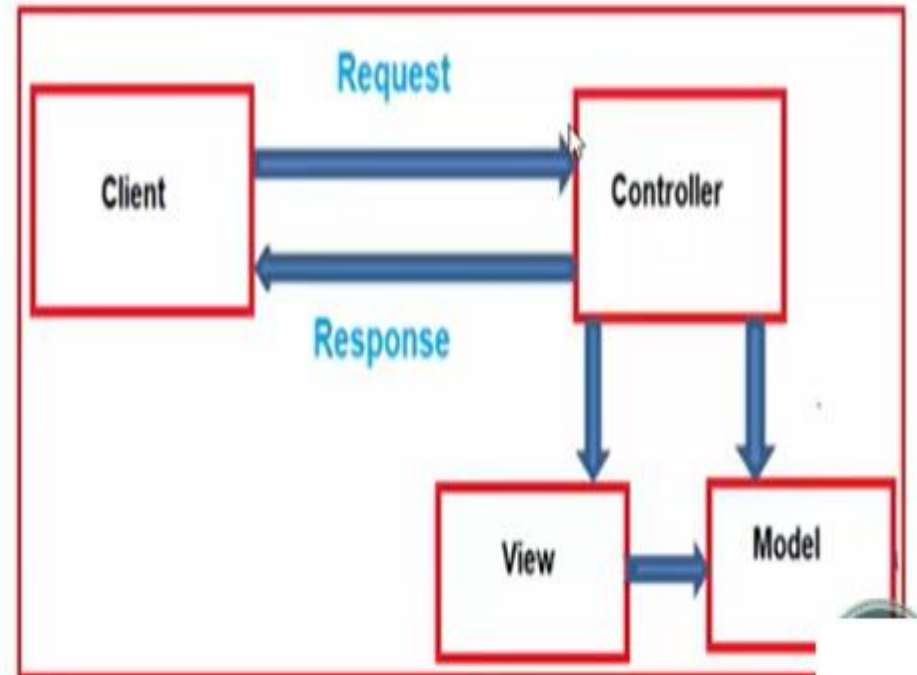 Request
Client
Controller
Response
View
Model